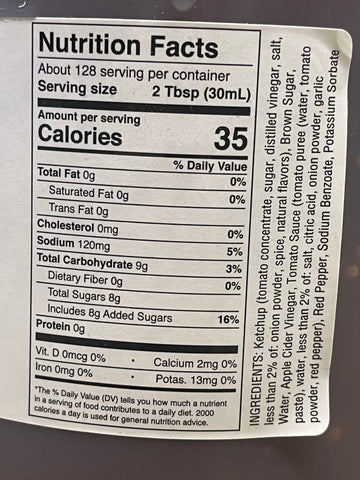 Nutrition Facts
About 128 serving per container
Serving size 2 Tbsp (30mL)
Amount per serving
Calories 35
% Daily Value
Total Fat 0g 0%
Saturated Fat 0g 0%
Trans Fat 0g
Cholesterol 0mg 0%
Sodium 120mg 5%
Total Carbohydrate 9g 3%
Dietary Fiber 0g 0%
Total Sugars 8g
Includes 8g Added Sugars 16%
Protein 0g
Vit. D 0mcg 0% • Calcium 2mg 0%
Iron 0mg 0% • Potas. 13mg 0%
*The % Daily Value (DV) tells you how much a nutrient
in a serving of food contributes to a daily diet. 2000
calories a day is used for general nutrition advice.
INGREDIENTS: Ketchup (tomato concentrate, sugar, distilled vinegar, salt,
less than 2% of: onion powder, spice, natural flavors), Brown Sugar,
Water, Apple Cider Vinegar, Tomato Sauce (tomato puree (water, tomato
paste), water, less than 2% of: salt, citric acid, onion powder, garlic
powder, red pepper), Red Pepper, Sodium Benzoate, Potassium Sorbate